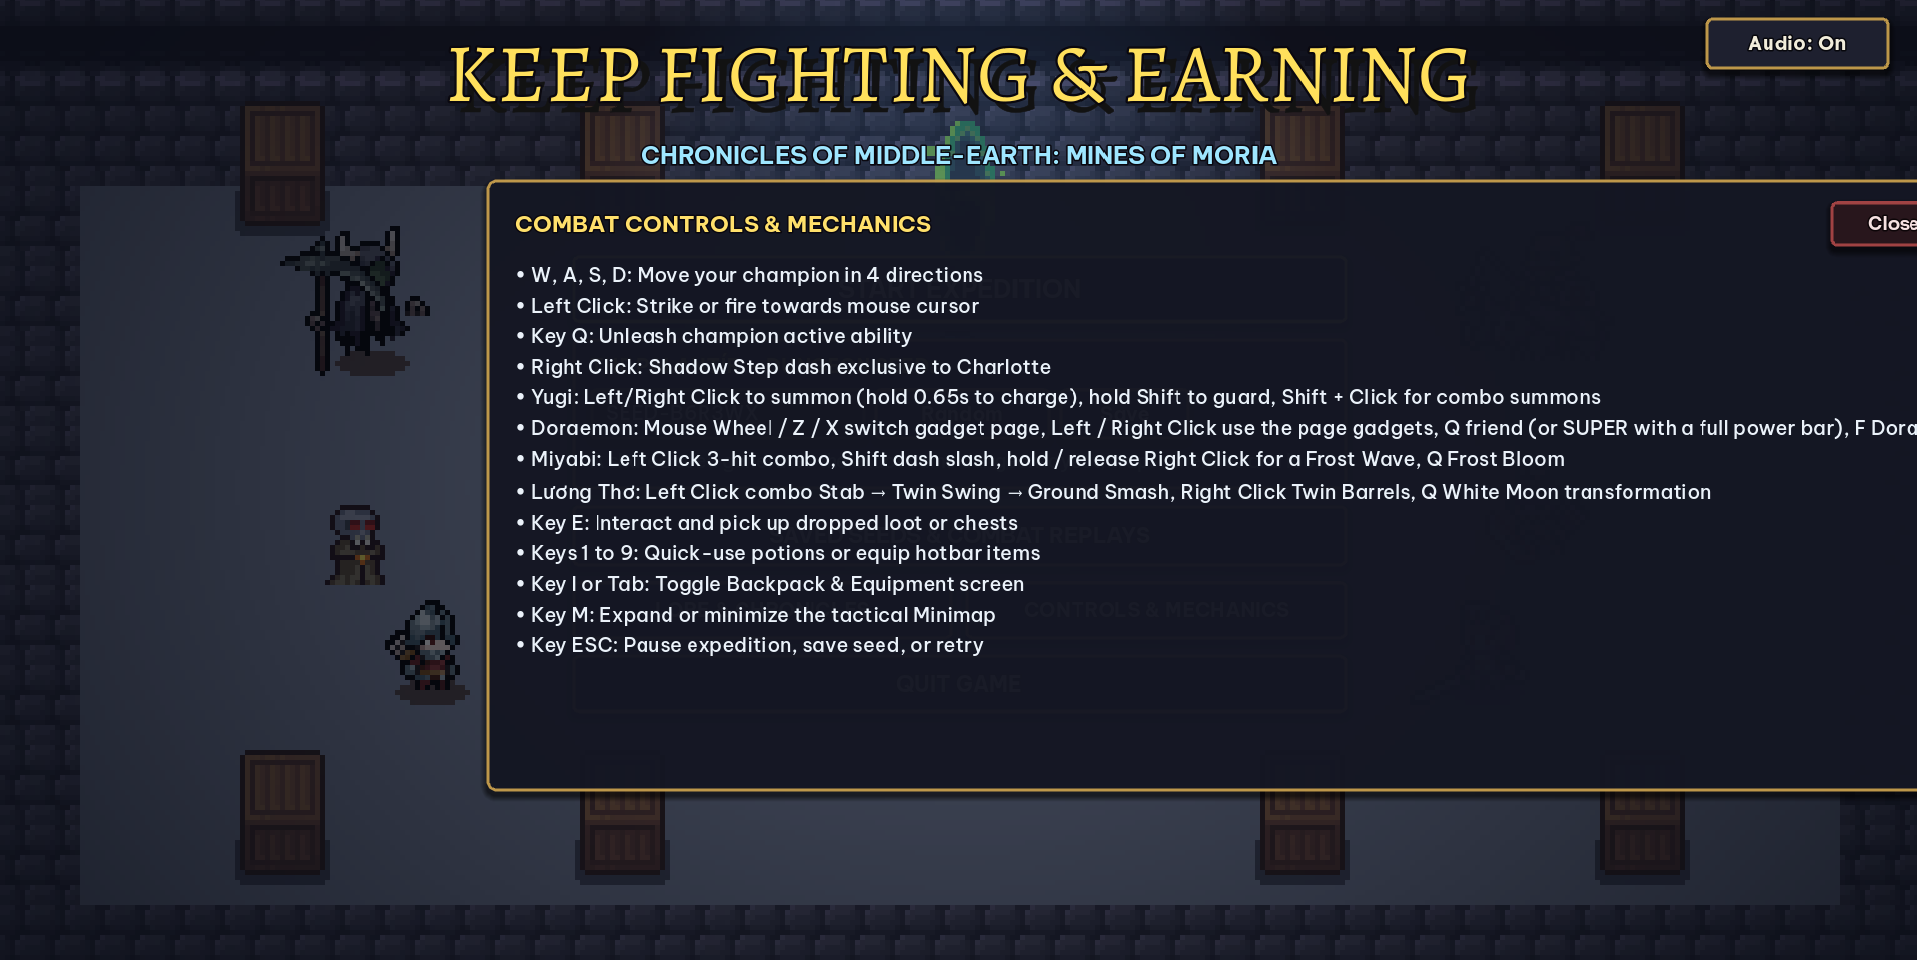 KEEP FIGHTING & EARNING
Audio: On
CHRONICLES OF MIDDLE-EARTH: MINES OF MORIA
COMBAT CONTROLS & MECHANICS
Close
• W, A, S, D: Move your champion in 4 directions
• Left Click: Strike or fire towards mouse cursor
• Key Q: Unleash champion active ability
• Right Click: Shadow Step dash exclusive to Charlotte
• Yugi: Left/Right Click to summon (hold 0.65s to charge), hold Shift to guard, Shift + Click for combo summons
• Doraemon: Mouse Wheel / Z / X switch gadget page, Left / Right Click use the page gadgets, Q friend (or SUPER with a full power bar), F Dora
• Miyabi: Left Click 3-hit combo, Shift dash slash, hold / release Right Click for a Frost Wave, Q Frost Bloom
• Lương Thơ: Left Click combo Stab → Twin Swing → Ground Smash, Right Click Twin Barrels, Q White Moon transformation
• Key E: Interact and pick up dropped loot or chests
• Keys 1 to 9: Quick-use potions or equip hotbar items
• Key I or Tab: Toggle Backpack & Equipment screen
• Key M: Expand or minimize the tactical Minimap
• Key ESC: Pause expedition, save seed, or retry
CONTROLS & MECHANICS
QUIT GAME